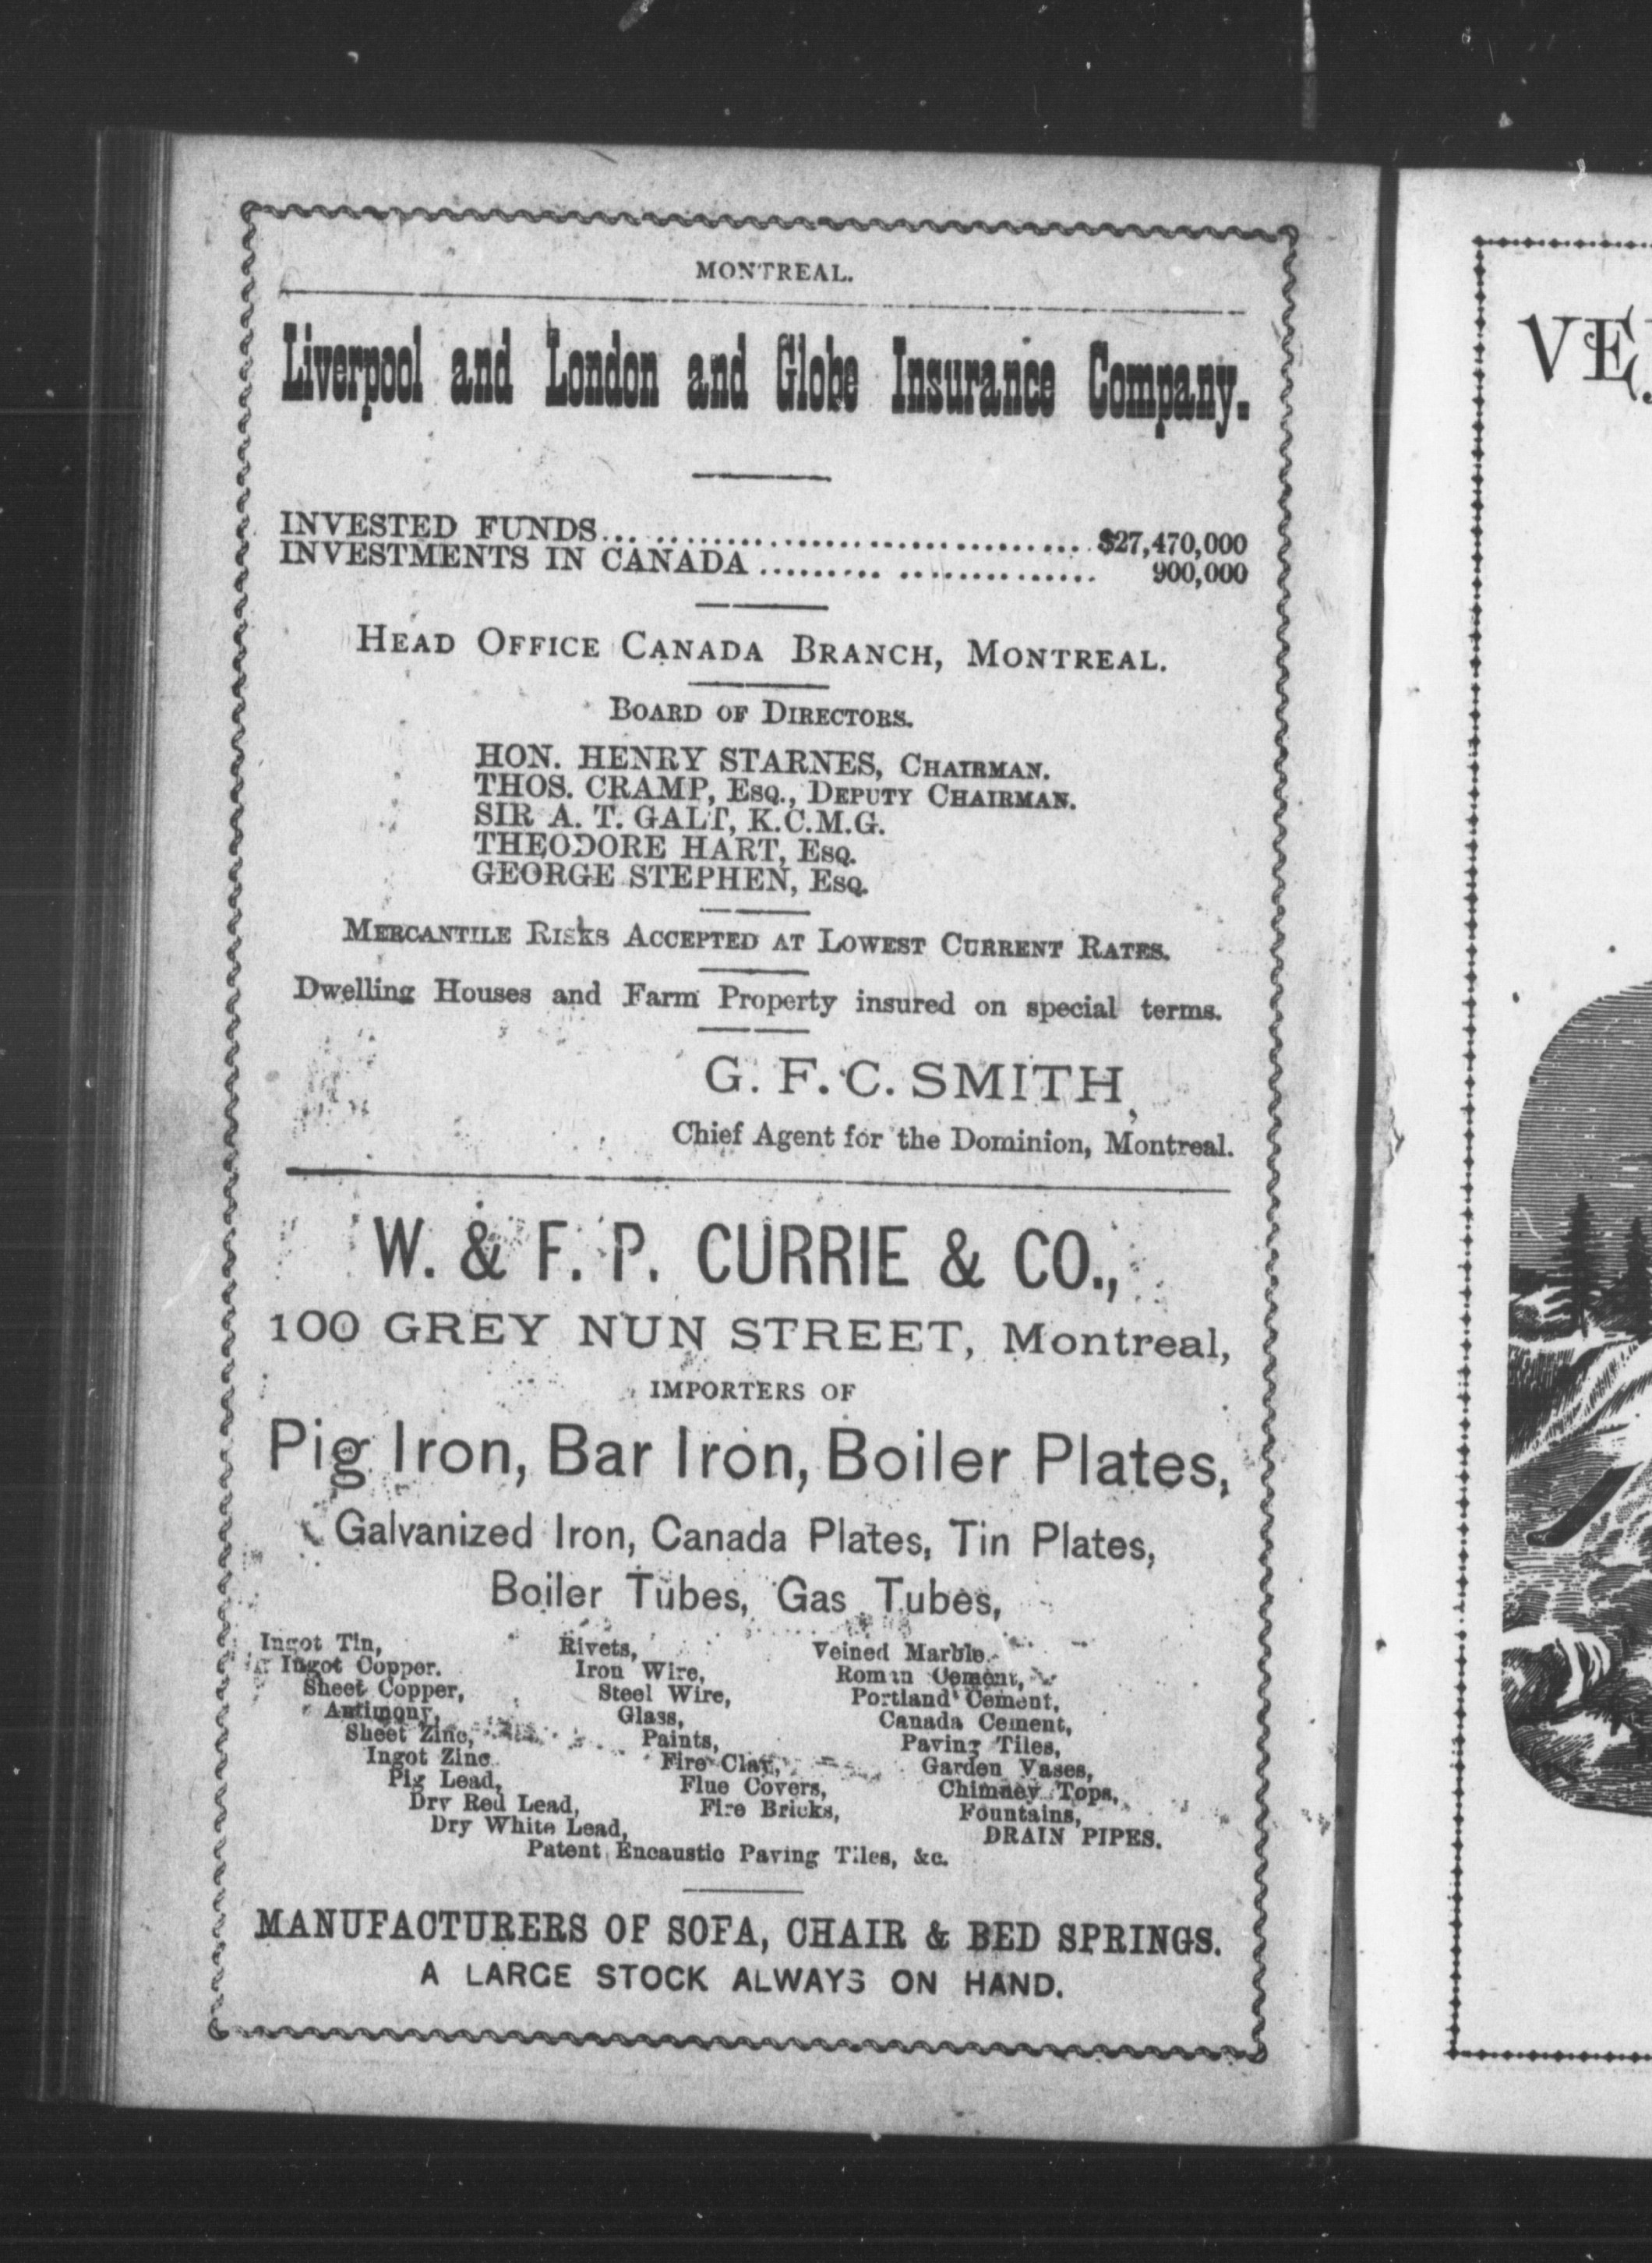 MONTREAL.
Liverpool and London and Globe Insurance Company.
INVESTED FUNDS... ................................... $27,470,000
INVESTMENTS IN CANADA ......... .............. 900,000
HEAD OFFICE CANADA BRANCH, MONTREAL.
BOARD OF DIRECTORS.
HON. HENRY STARNES, CHAIRMAN.
THOS. CRAMP, ESQ., DEPUTY CHAIRMAN.
SIR A. T. GALT, K.C.M.G.
THEODORE HART, ESQ.
GEORGE STEPHEN, ESQ.
MERCANTILE RISKS ACCEPTED AT LOWEST CURRENT RATES.
Dwelling Houses and Farm Property insured on special terms.
G. F. C. SMITH,
Chief Agent for the Dominion, Montreal.
W. & F. P. CURRIE & CO.,
100 GREY NUN STREET, Montreal,
IMPORTERS OF
Pig Iron, Bar Iron, Boiler Plates,
Galvanized Iron, Canada Plates, Tin Plates,
Boiler Tubes, Gas Tubes,
Ingot Tin, Rivets, Veined Marble.
Ingot Copper. Iron Wire, Roman Cement,
Sheet Copper, Steel Wire, Portland Cement,
Antimony, Glass, Canada Cement,
Sheet Zinc, Paints, Paving Tiles,
Ingot Zinc. Fire Clay, Garden Vases,
Pig Lead, Flue Covers, Chimney Tops,
Dry Red Lead, Fire Bricks, Fountains,
Dry White Lead, DRAIN PIPES.
Patent Encaustic Paving Tiles, &c.
MANUFACTURERS OF SOFA, CHAIR & BED SPRINGS.
A LARGE STOCK ALWAYS ON HAND.